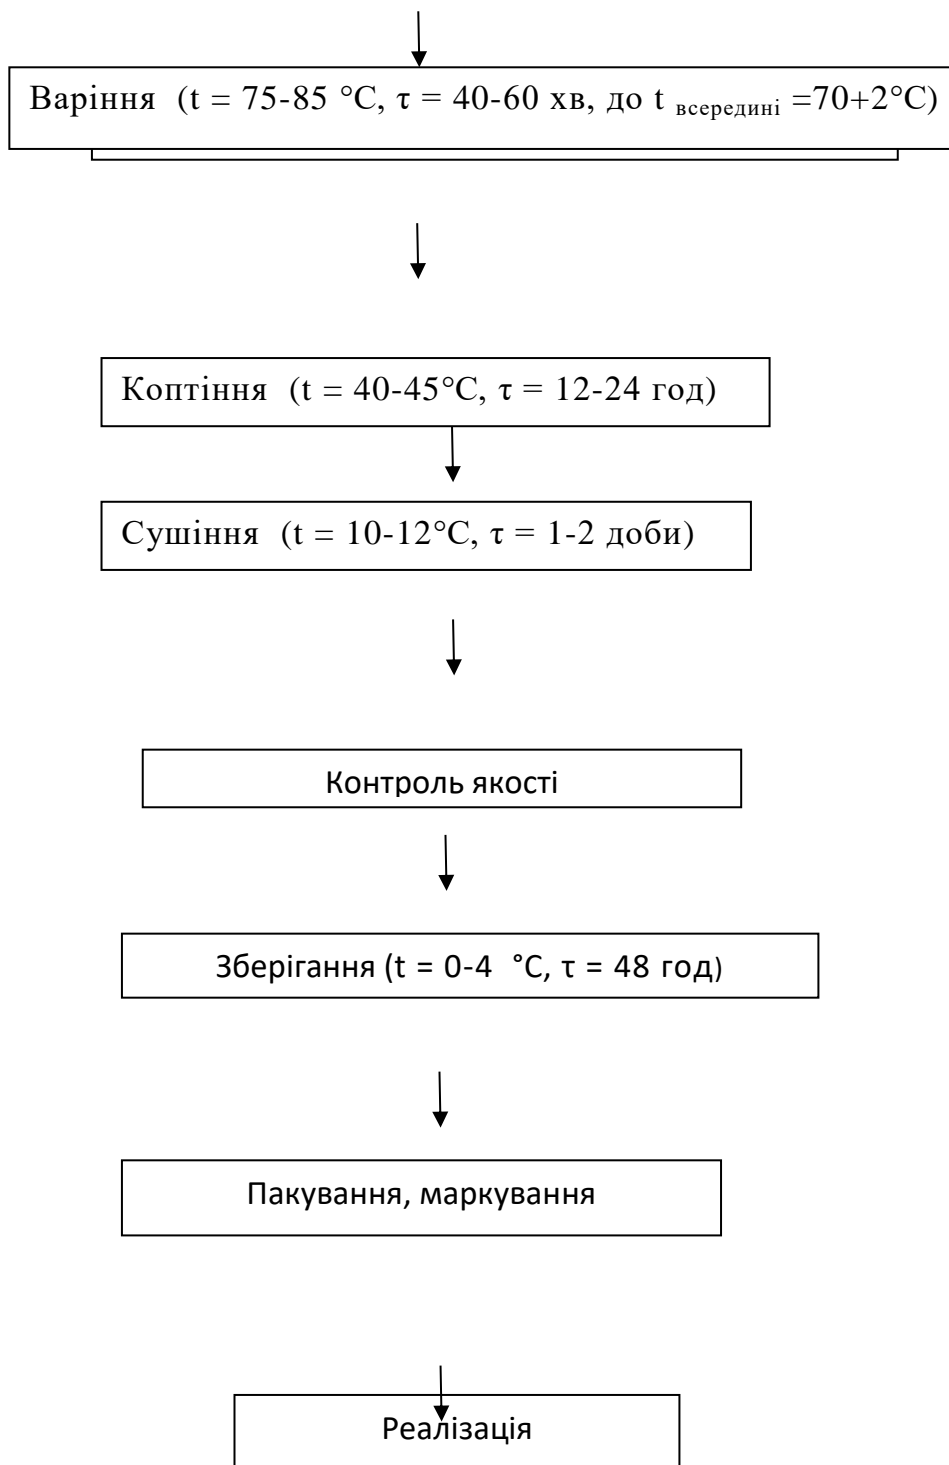 Варіння (t = 75-85 °C, τ = 40-60 хв, до t всередині =70+2°C)
Коптіння (t = 40-45°C, τ = 12-24 год)
Сушіння (t = 10-12°C, τ = 1-2 доби)
Контроль якості
Зберігання (t = 0-4 °C, τ = 48 год)
Пакування, маркування
Реалізація